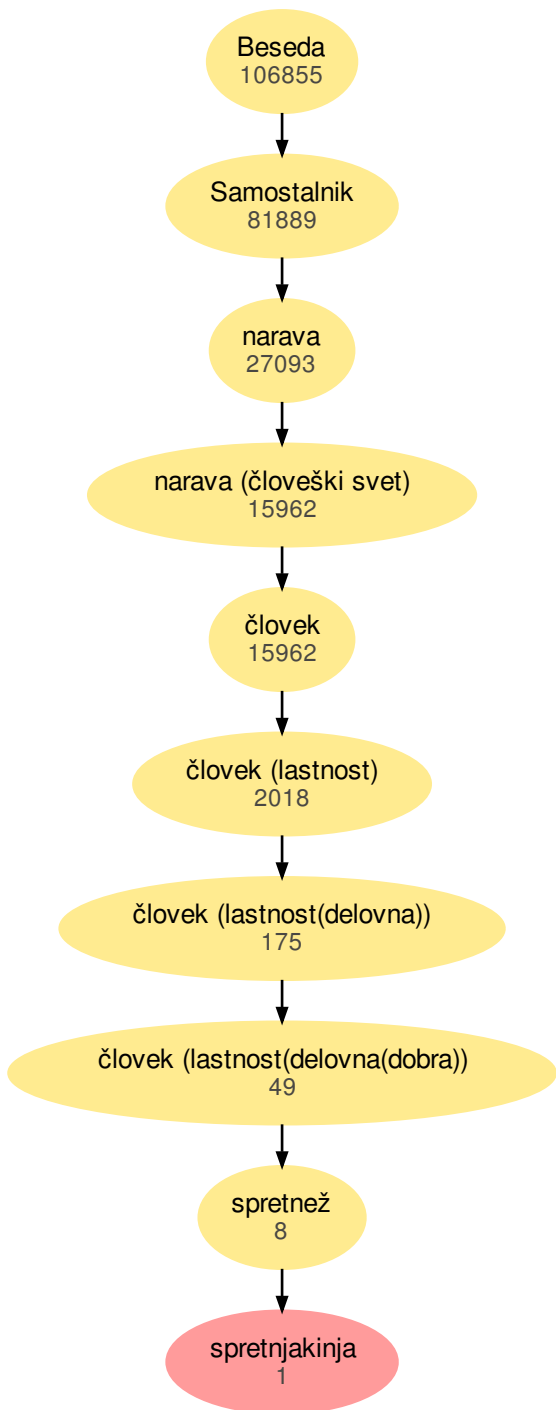 Beseda
106855
Samostalnik
81889
narava
27093
narava (človeški svet)
15962
človek
15962
človek (lastnost)
2018
človek (lastnost(delovna))
175
človek (lastnost(delovna(dobra))
49
spretnež
8
spretnjakinja
1